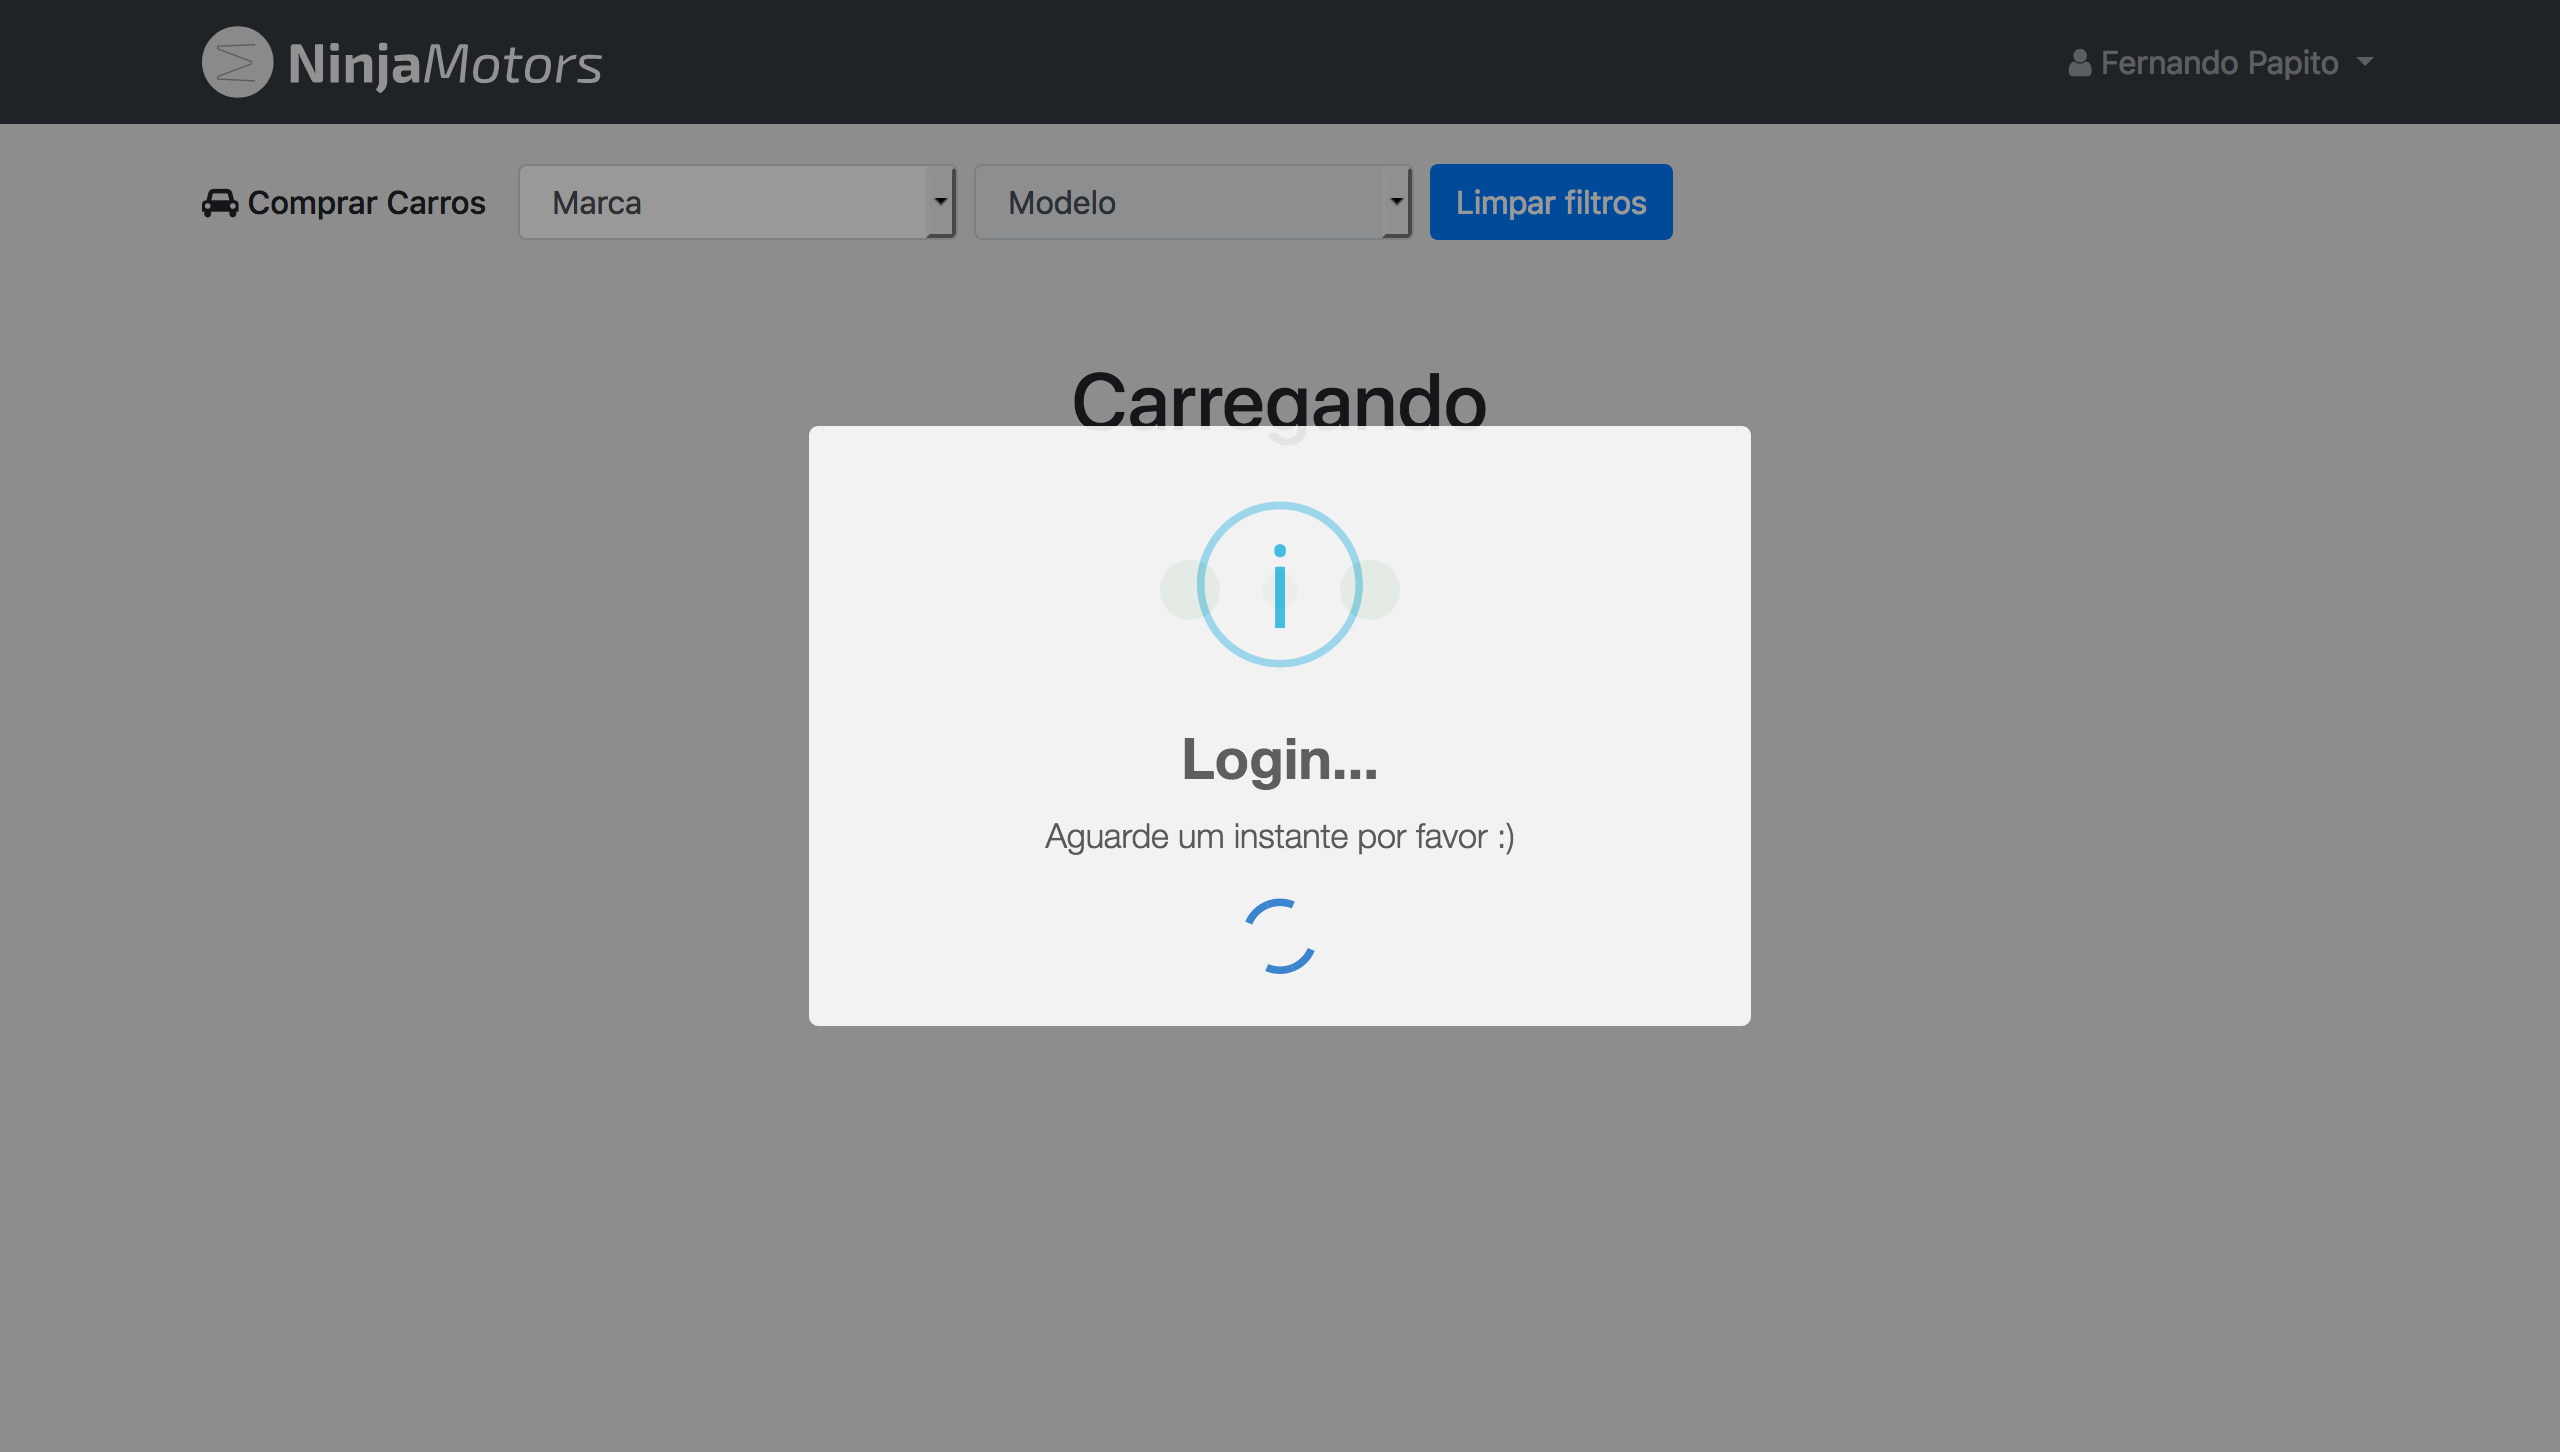 NinjaMotors
Fernando Papito
Comprar Carros
Marca
Modelo
Limpar filtros
Carregando
i
Login...
Aguarde um instante por favor :)